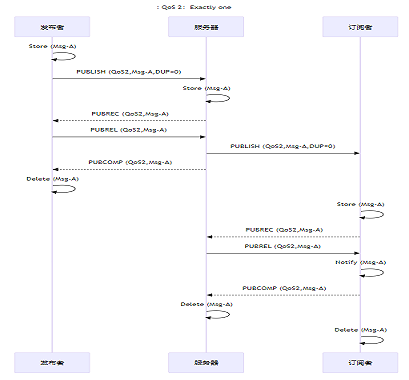 : QoS 2: Exactly one
发布者 服务器 订阅者
Store (Msg-A)
PUBLISH (QoS2,Msg-A,DUP=0)
Store (Msg-A)
PUBREC (QoS2,Msg-A)
PUBREL (QoS2,Msg-A)
PUBLISH (QoS2,Msg-A,DUP=0)
PUBCOMP (QoS2,Msg-A)
Delete (Msg-A)
Store (Msg-A)
PUBREC (QoS2,Msg-A)
PUBREL (QoS2,Msg-A)
Notify (Msg-A)
PUBCOMP (QoS2,Msg-A)
Delete (Msg-A)
Delete (Msg-A)
发布者 服务器 订阅者